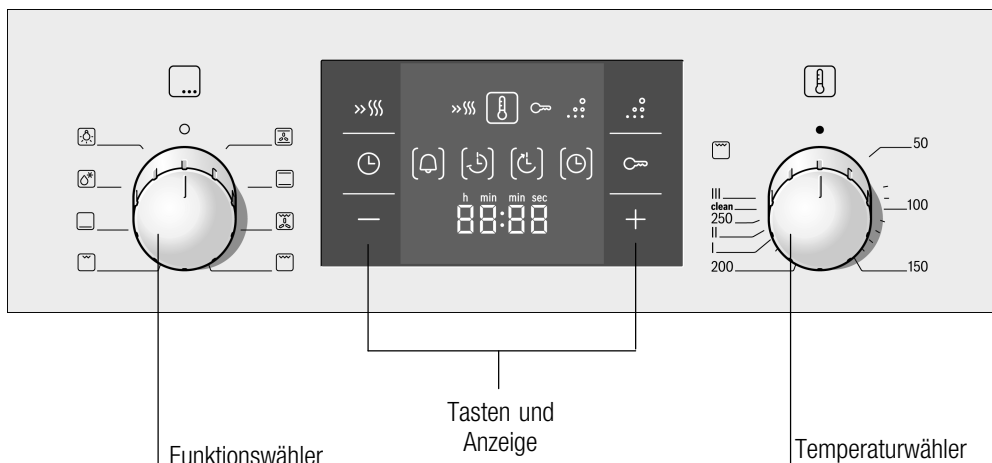 h min min sec
88:88
50
100
150
200
I
II
250
clean
III
Tasten und
Anzeige
Funktionswähler
Temperaturwähler